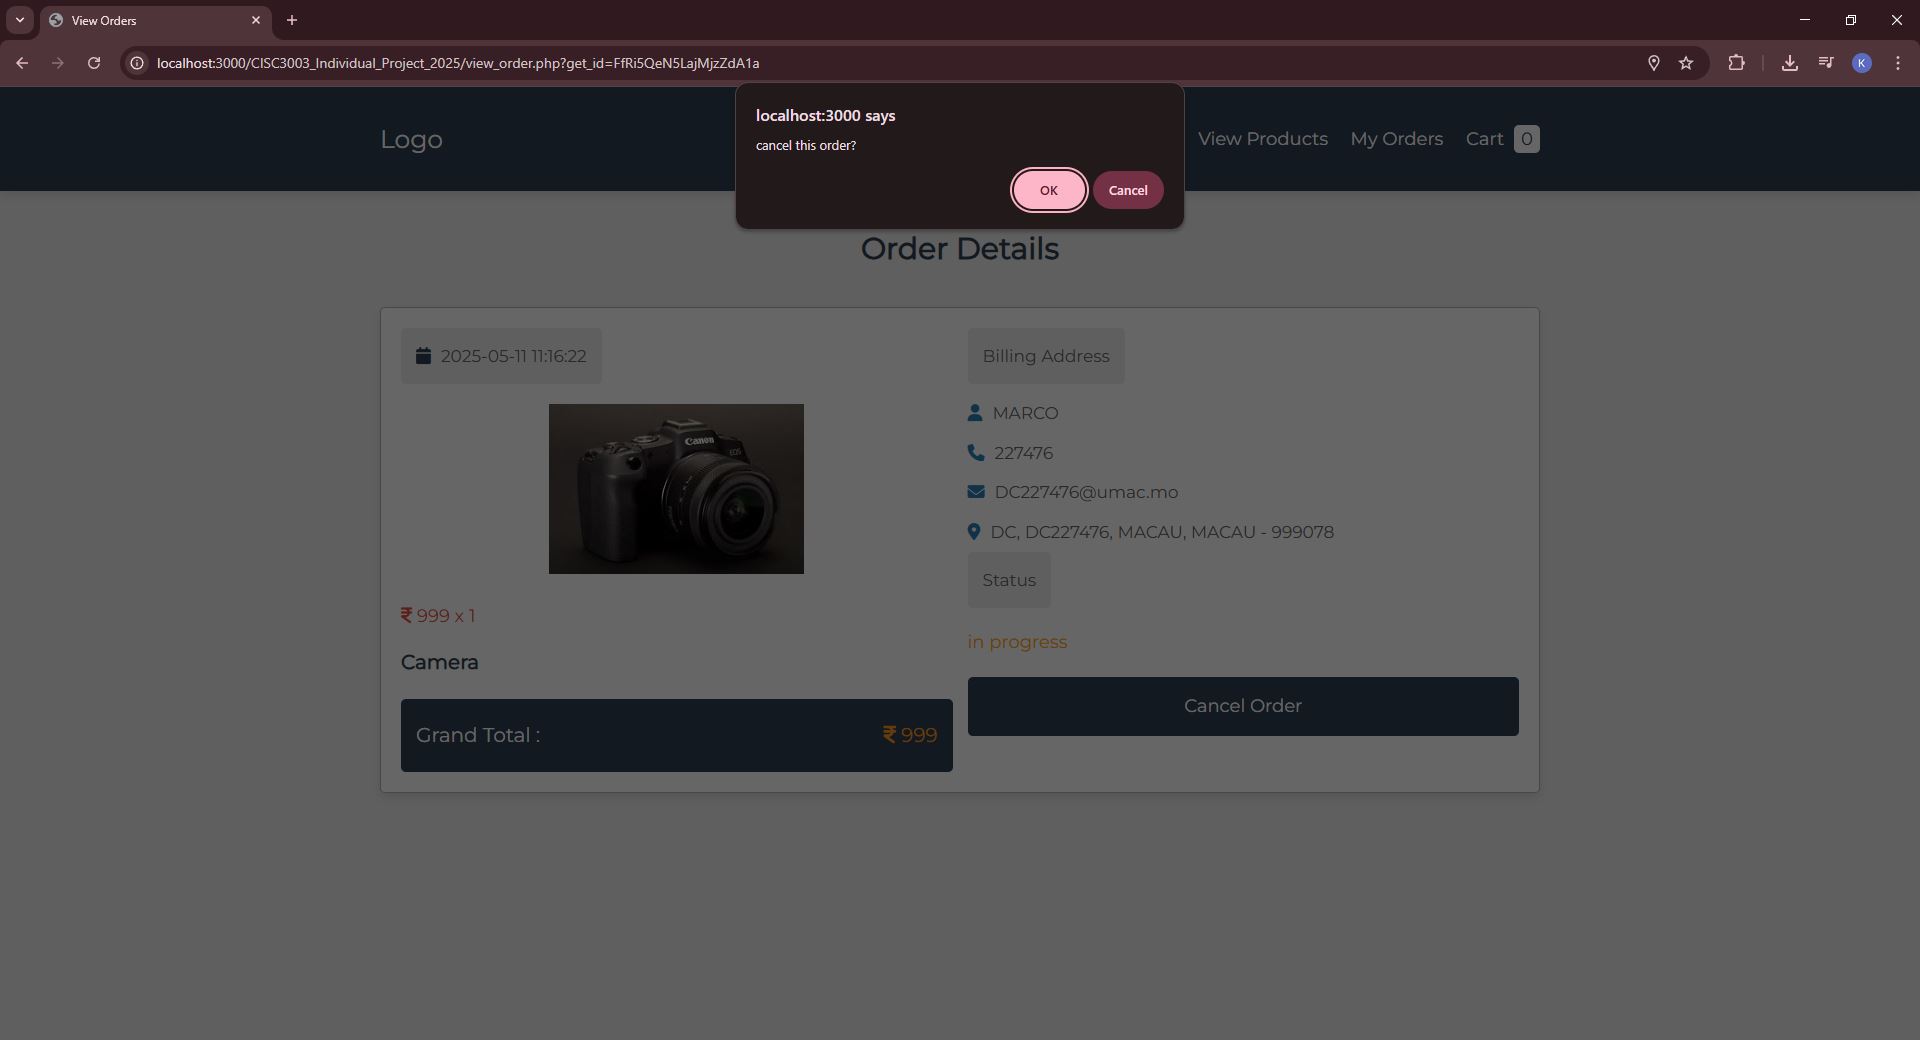 View Orders
localhost:3000/CISC3003_Individual_Project_2025/view_order.php?get_id=FfRi5QeN5LajMjzZdA1a
K
localhost:3000 says
cancel this order?
OK
Cancel
Logo
View Products
My Orders
Cart 0
Order Details
2025-05-11 11:16:22
Canon
EOS
₹ 999 x 1
Camera
Grand Total :
₹ 999
Billing Address
MARCO
227476
DC227476@umac.mo
DC, DC227476, MACAU, MACAU - 999078
Status
in progress
Cancel Order